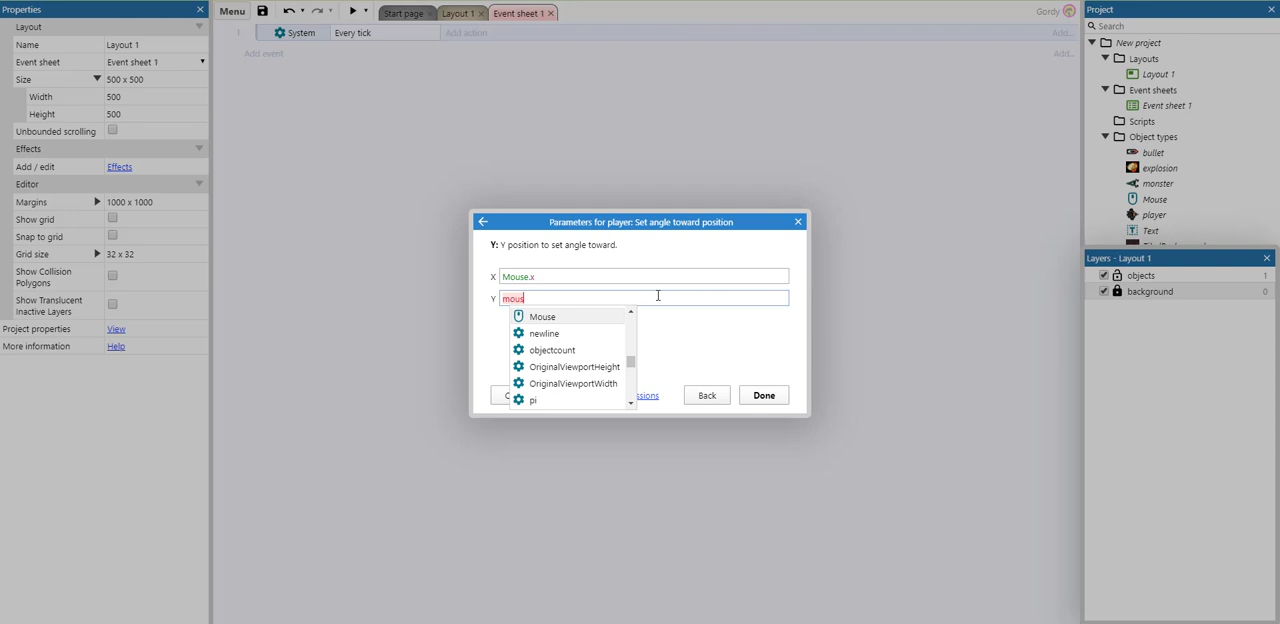 Properties
Layout
Name Layout 1
Event sheet Event sheet 1
Size 500 x 500
Width 500
Height 500
Unbounded scrolling
Effects
Add / edit Effects
Editor
Margins 1000 x 1000
Show grid
Snap to grid
Grid size 32 x 32
Show Collision
Polygons
Show Translucent
Inactive Layers
Project properties View
More information Help
Menu Start page Layout 1 Event sheet 1 Gordy
1 System Every tick Add action Add...
Add event Add...
Parameters for player: Set angle toward position
Y: Y position to set angle toward.
X Mouse.x
Y mous
Mouse
newline
objectcount
OriginalViewportHeight
OriginalViewportWidth
pi
Back Done
Project
Search
New project
Layouts
Layout 1
Event sheets
Event sheet 1
Scripts
Object types
bullet
explosion
monster
Mouse
player
Text
Layers - Layout 1
objects 1
background 0